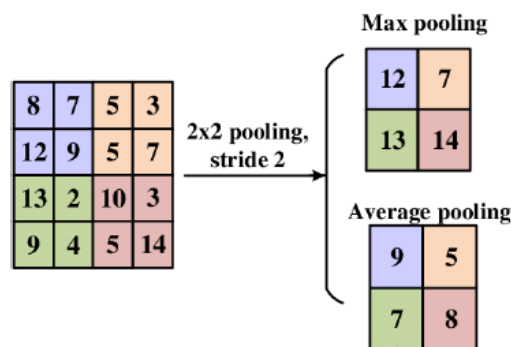 Max pooling
12 7
13 14
8 7 5 3
12 9 5 7
13 2 10 3
9 4 5 14
2x2 pooling,
stride 2
Average pooling
9 5
7 8